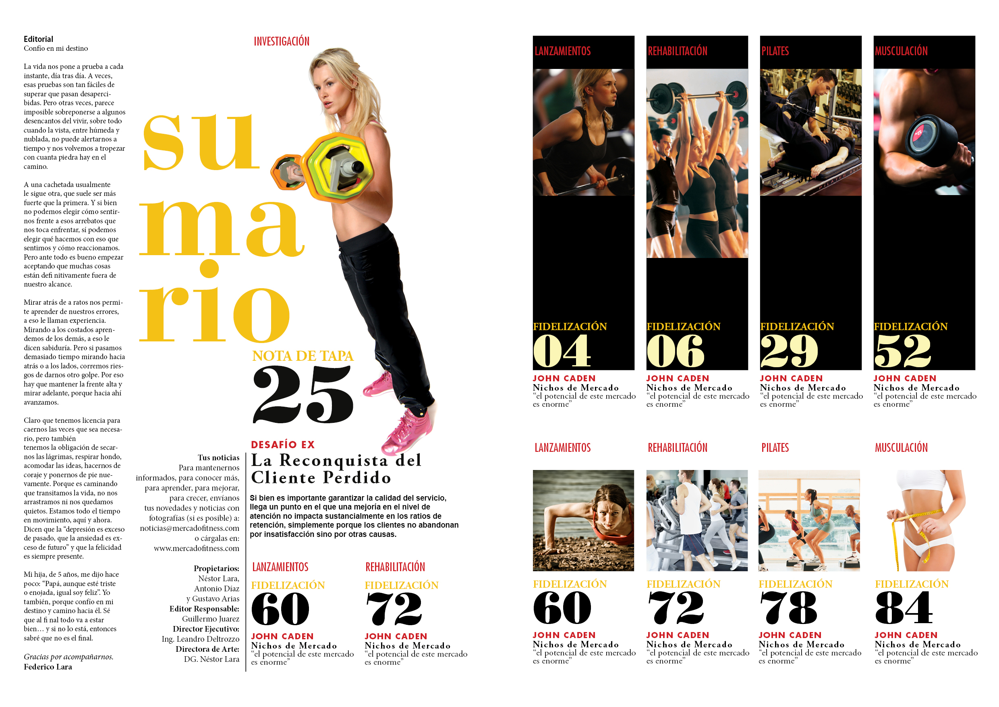 Editorial
Confío en mi destino
La vida nos pone a prueba a cada
instante, día tras día. A veces,
esas pruebas son tan fáciles de
superar que pasan desaperci-
bidas. Pero otras veces, parece
imposible sobreponerse a algunos
desencantos del vivir, sobre todo
cuando la vista, entre húmeda y
nublada, no puede alertarnos a
tiempo y nos volvemos a tropezar
con cuanta piedra hay en el
camino.
A una cachetada usualmente
le sigue otra, que suele ser más
fuerte que la primera. Y si bien
no podemos elegir cómo sentir-
nos frente a esos arrebatos que
nos toca enfrentar, sí podemos
elegir qué hacemos con eso que
sentimos y cómo reaccionamos.
Pero ante todo es bueno empezar
aceptando que muchas cosas
están defi nitivamente fuera de
nuestro alcance.
Mirar atrás de a ratos nos permi-
te aprender de nuestros errores,
a eso le llaman experiencia.
Mirando a los costados apren-
demos de los demás, a eso le
dicen sabiduría. Pero si pasamos
demasiado tiempo mirando hacia
atrás o a los lados, corremos ries-
gos de darnos otro golpe. Por eso
hay que mantener la frente alta y
mirar adelante, porque hacia ahí
avanzamos.
Claro que tenemos licencia para
caernos las veces que sea necesa-
rio, pero también
tenemos la obligación de secar-
nos las lágrimas, respirar hondo,
acomodar las ideas, hacernos de
coraje y ponernos de pie nue-
vamente. Porque es caminando
que transitamos la vida, no nos
arrastramos ni nos quedamos
quietos. Estamos todo el tiempo
en movimiento, aquí y ahora.
Dicen que la “depresión es exceso
de pasado, que la ansiedad es ex-
ceso de futuro” y que la felicidad
es siempre presente.
Mi hija, de 5 años, me dijo hace
poco: “Papá, aunque esté triste
o enojada, igual soy feliz”. Yo
también, porque confío en mi
destino y camino hacia él. Sé
que al fi nal todo va a estar
bien… y si no lo está, entonces
sabré que no es el final.
Gracias por acompañarnos.
Federico Lara
INVESTIGACIÓN
su
ma
rio
NOTA DE TAPA
25
DESAFÍO EX
La Reconquista del
Cliente Perdido
Si bien es importante garantizar la calidad del servicio,
llega un punto en el que una mejoría en el nivel de
atención no impacta sustancialmente en los ratios de
retención, simplemente porque los clientes no abandonan
por insatisfacción sino por otras causas.
Tus noticias
Para mantenernos
informados, para conocer más,
para aprender, para mejorar,
para crecer, envíanos
tus novedades y noticias con
fotografías (si es posible) a:
noticias@mercadofitness.com
o cárgalas en:
www.mercadofitness.com
Propietarios:
Néstor Lara,
Antonio Díaz
y Gustavo Arias
Editor Responsable:
Guillermo Juarez
Director Ejecutivo:
Ing. Leandro Deltrozzo
Directora de Arte:
DG. Néstor Lara
LANZAMIENTOS
FIDELIZACIÓN
60
JOHN CADEN
Nichos de Mercado
“el potencial de este mercado
es enorme”
REHABILITACIÓN
FIDELIZACIÓN
72
JOHN CADEN
Nichos de Mercado
“el potencial de este mercado
es enorme”
LANZAMIENTOS
FIDELIZACIÓN
04
JOHN CADEN
Nichos de Mercado
“el potencial de este mercado
es enorme”
REHABILITACIÓN
FIDELIZACIÓN
06
JOHN CADEN
Nichos de Mercado
“el potencial de este mercado
es enorme”
PILATES
PILATES
FIDELIZACIÓN
29
JOHN CADEN
Nichos de Mercado
“el potencial de este mercado
es enorme”
MUSCULACIÓN
FIDELIZACIÓN
52
JOHN CADEN
Nichos de Mercado
“el potencial de este mercado
es enorme”
LANZAMIENTOS
FIDELIZACIÓN
60
JOHN CADEN
Nichos de Mercado
“el potencial de este mercado
es enorme”
REHABILITACIÓN
FIDELIZACIÓN
72
JOHN CADEN
Nichos de Mercado
“el potencial de este mercado
es enorme”
PILATES
FIDELIZACIÓN
78
JOHN CADEN
Nichos de Mercado
“el potencial de este mercado
es enorme”
MUSCULACIÓN
FIDELIZACIÓN
84
JOHN CADEN
Nichos de Mercado
“el potencial de este mercado
es enorme”